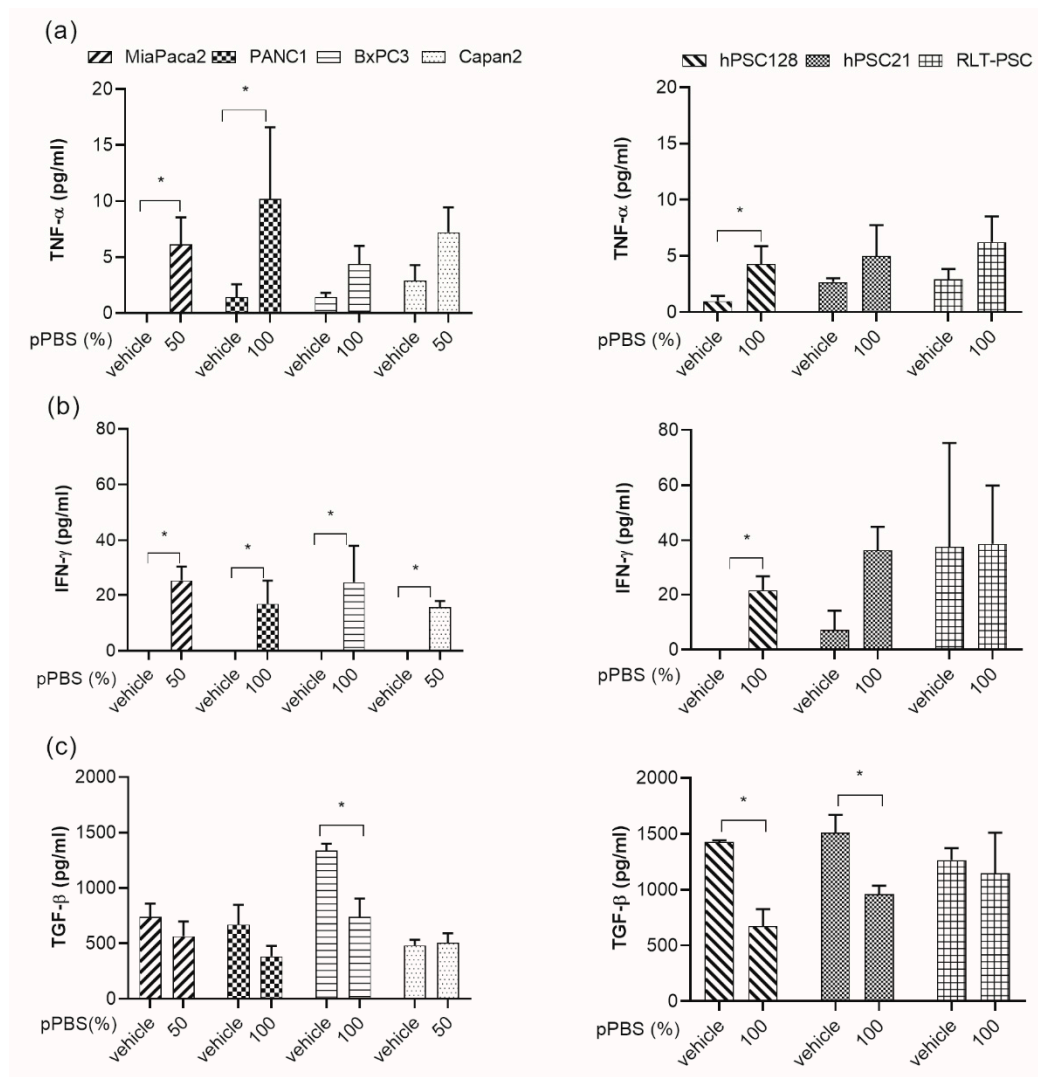 (a)
MiaPaca2 PANC1 BxPC3 Capan2
hPSC128 hPSC21 RLT-PSC
TNF-α (pg/ml)
20
15
10
5
0
* *
pPBS (%)
vehicle 50 vehicle 100 vehicle 100 vehicle 50
TNF-α (pg/ml)
20
15
10
5
0
*
pPBS (%)
vehicle 100 vehicle 100 vehicle 100
(b)
IFN-γ (pg/ml)
80
60
40
20
0
* * * *
pPBS (%)
vehicle 50 vehicle 100 vehicle 100 vehicle 50
IFN-γ (pg/ml)
80
60
40
20
0
*
pPBS (%)
vehicle 100 vehicle 100 vehicle 100
(c)
TGF-β (pg/ml)
2000
1500
1000
500
0
*
pPBS(%)
vehicle 50 vehicle 100 vehicle 100 vehicle 50
TGF-β (pg/ml)
2000
1500
1000
500
0
* *
pPBS (%)
vehicle 100 vehicle 100 vehicle 100